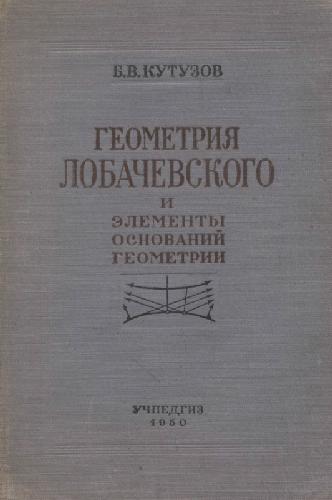 Б.В.КУТУЗОВ
ГЕОМЕТРИЯ
ЛОБАЧЕВСКОГО
И
ЭЛЕМЕНТЫ
ОСНОВАНИЙ
ГЕОМЕТРИИ
УЧПЕДГИЗ
1950